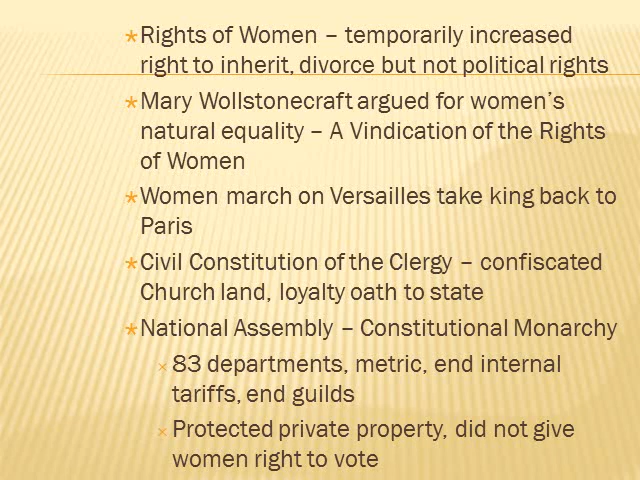 Rights of Women – temporarily increased
right to inherit, divorce but not political rights
Mary Wollstonecraft argued for women's
natural equality – A Vindication of the Rights
of Women
Women march on Versailles take king back to
Paris
Civil Constitution of the Clergy – confiscated
Church land, loyalty oath to state
National Assembly – Constitutional Monarchy
83 departments, metric, end internal
tariffs, end guilds
Protected private property, did not give
women right to vote